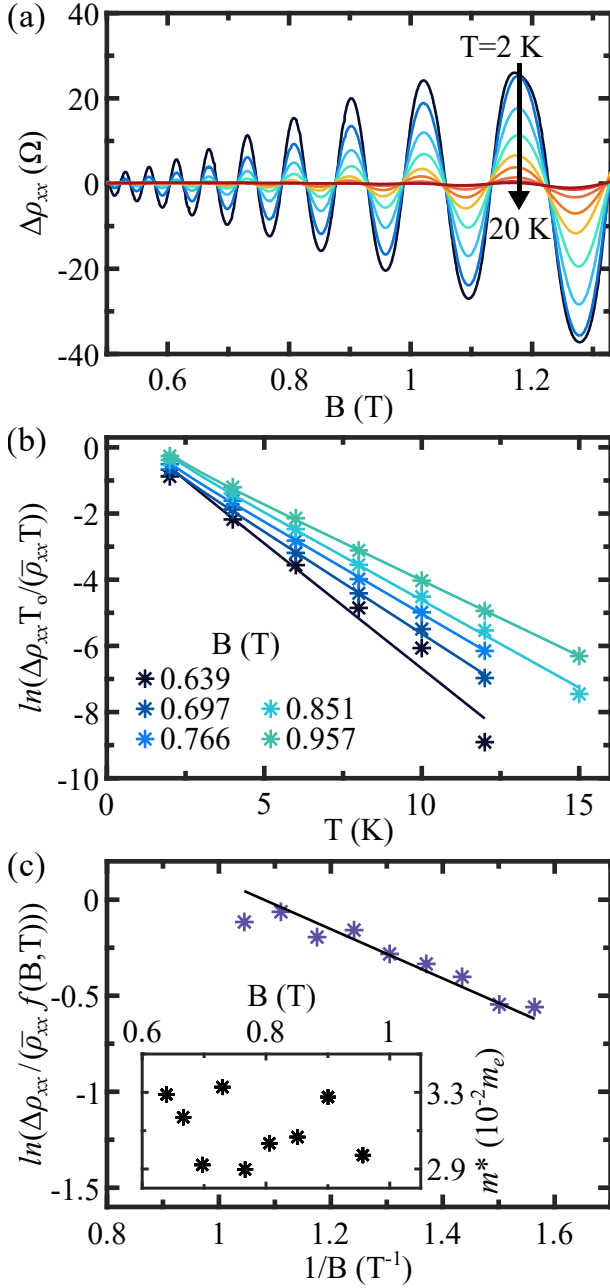 (a)
40
20
0
-20
-40
Δρxx (Ω)
T=2 K
20 K
0.6 0.8 1 1.2
B (T)
(b)
0
-2
-4
-6
-8
-10
ln(Δρxx To/(ρ̅xx T))
B (T)
0.639
0.697 0.851
0.766 0.957
0 5 10 15
T (K)
(c)
0
-0.5
-1
-1.5
ln(Δρxx/(ρ̅xx f(B,T)))
B (T)
0.6 0.8 1
3.3
2.9
m* (10⁻²mₑ)
0.8 1 1.2 1.4 1.6
1/B (T⁻¹)